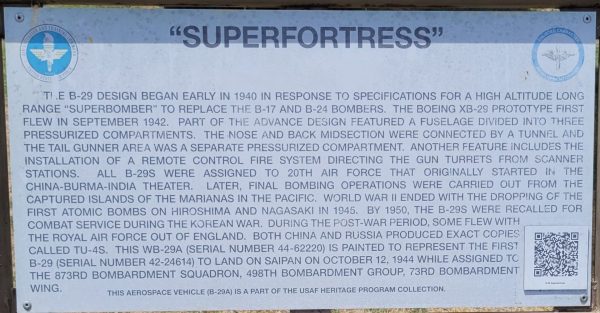 "SUPERFORTRESS"
THE B-29 DESIGN BEGAN EARLY IN 1940 IN RESPONSE TO SPECIFICATIONS FOR A HIGH ALTITUDE LONG
RANGE "SUPERBOMBER" TO REPLACE THE B-17 AND B-24 BOMBERS. THE BOEING XB-29 PROTOTYPE FIRST
FLEW IN SEPTEMBER 1942. PART OF THE ADVANCE DESIGN FEATURED A FUSELAGE DIVIDED INTO THREE
PRESSURIZED COMPARTMENTS. THE NOSE AND BACK MIDSECTION WERE CONNECTED BY A TUNNEL AND
THE TAIL GUNNER AREA WAS A SEPARATE PRESSURIZED COMPARTMENT. ANOTHER FEATURE INCLUDES THE
INSTALLATION OF A REMOTE CONTROL FIRE SYSTEM DIRECTING THE GUN TURRETS FROM SCANNER
STATIONS. ALL B-29S WERE ASSIGNED TO 20TH AIR FORCE THAT ORIGINALLY STARTED IN THE
CHINA-BURMA-INDIA THEATER. LATER, FINAL BOMBING OPERATIONS WERE CARRIED OUT FROM THE
CAPTURED ISLANDS OF THE MARIANAS IN THE PACIFIC. WORLD WAR II ENDED WITH THE DROPPING OF THE
FIRST ATOMIC BOMBS ON HIROSHIMA AND NAGASAKI IN 1945. BY 1950, THE B-29S WERE RECALLED FOR
COMBAT SERVICE DURING THE KOREAN WAR. DURING THE POST-WAR PERIOD, SOME FLEW WITH
THE ROYAL AIR FORCE OUT OF ENGLAND. BOTH CHINA AND RUSSIA PRODUCED EXACT COPIES
CALLED TU-4S. THIS WB-29A (SERIAL NUMBER 44-62220) IS PAINTED TO REPRESENT THE FIRST
B-29 (SERIAL NUMBER 42-24614) TO LAND ON SAIPAN ON OCTOBER 12, 1944 WHILE ASSIGNED TO
THE 873RD BOMBARDMENT SQUADRON, 498TH BOMBARDMENT GROUP, 73RD BOMBARDMENT
WING.
THIS AEROSPACE VEHICLE (B-29A) IS A PART OF THE USAF HERITAGE PROGRAM COLLECTION.